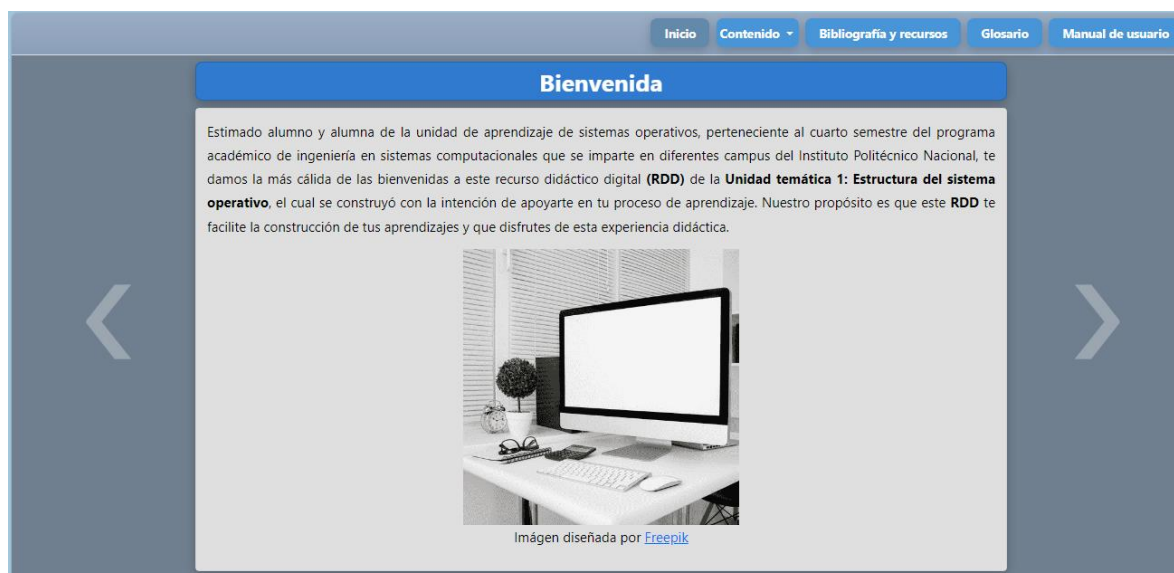 Inicio Contenido Bibliografía y recursos Glosario Manual de usuario
Bienvenida
Estimado alumno y alumna de la unidad de aprendizaje de sistemas operativos, perteneciente al cuarto semestre del programa
académico de ingeniería en sistemas computacionales que se imparte en diferentes campus del Instituto Politécnico Nacional, te
damos la más cálida de las bienvenidas a este recurso didáctico digital (RDD) de la Unidad temática 1: Estructura del sistema
operativo, el cual se construyó con la intención de apoyarte en tu proceso de aprendizaje. Nuestro propósito es que este RDD te
facilite la construcción de tus aprendizajes y que disfrutes de esta experiencia didáctica.
Imágen diseñada por Freepik